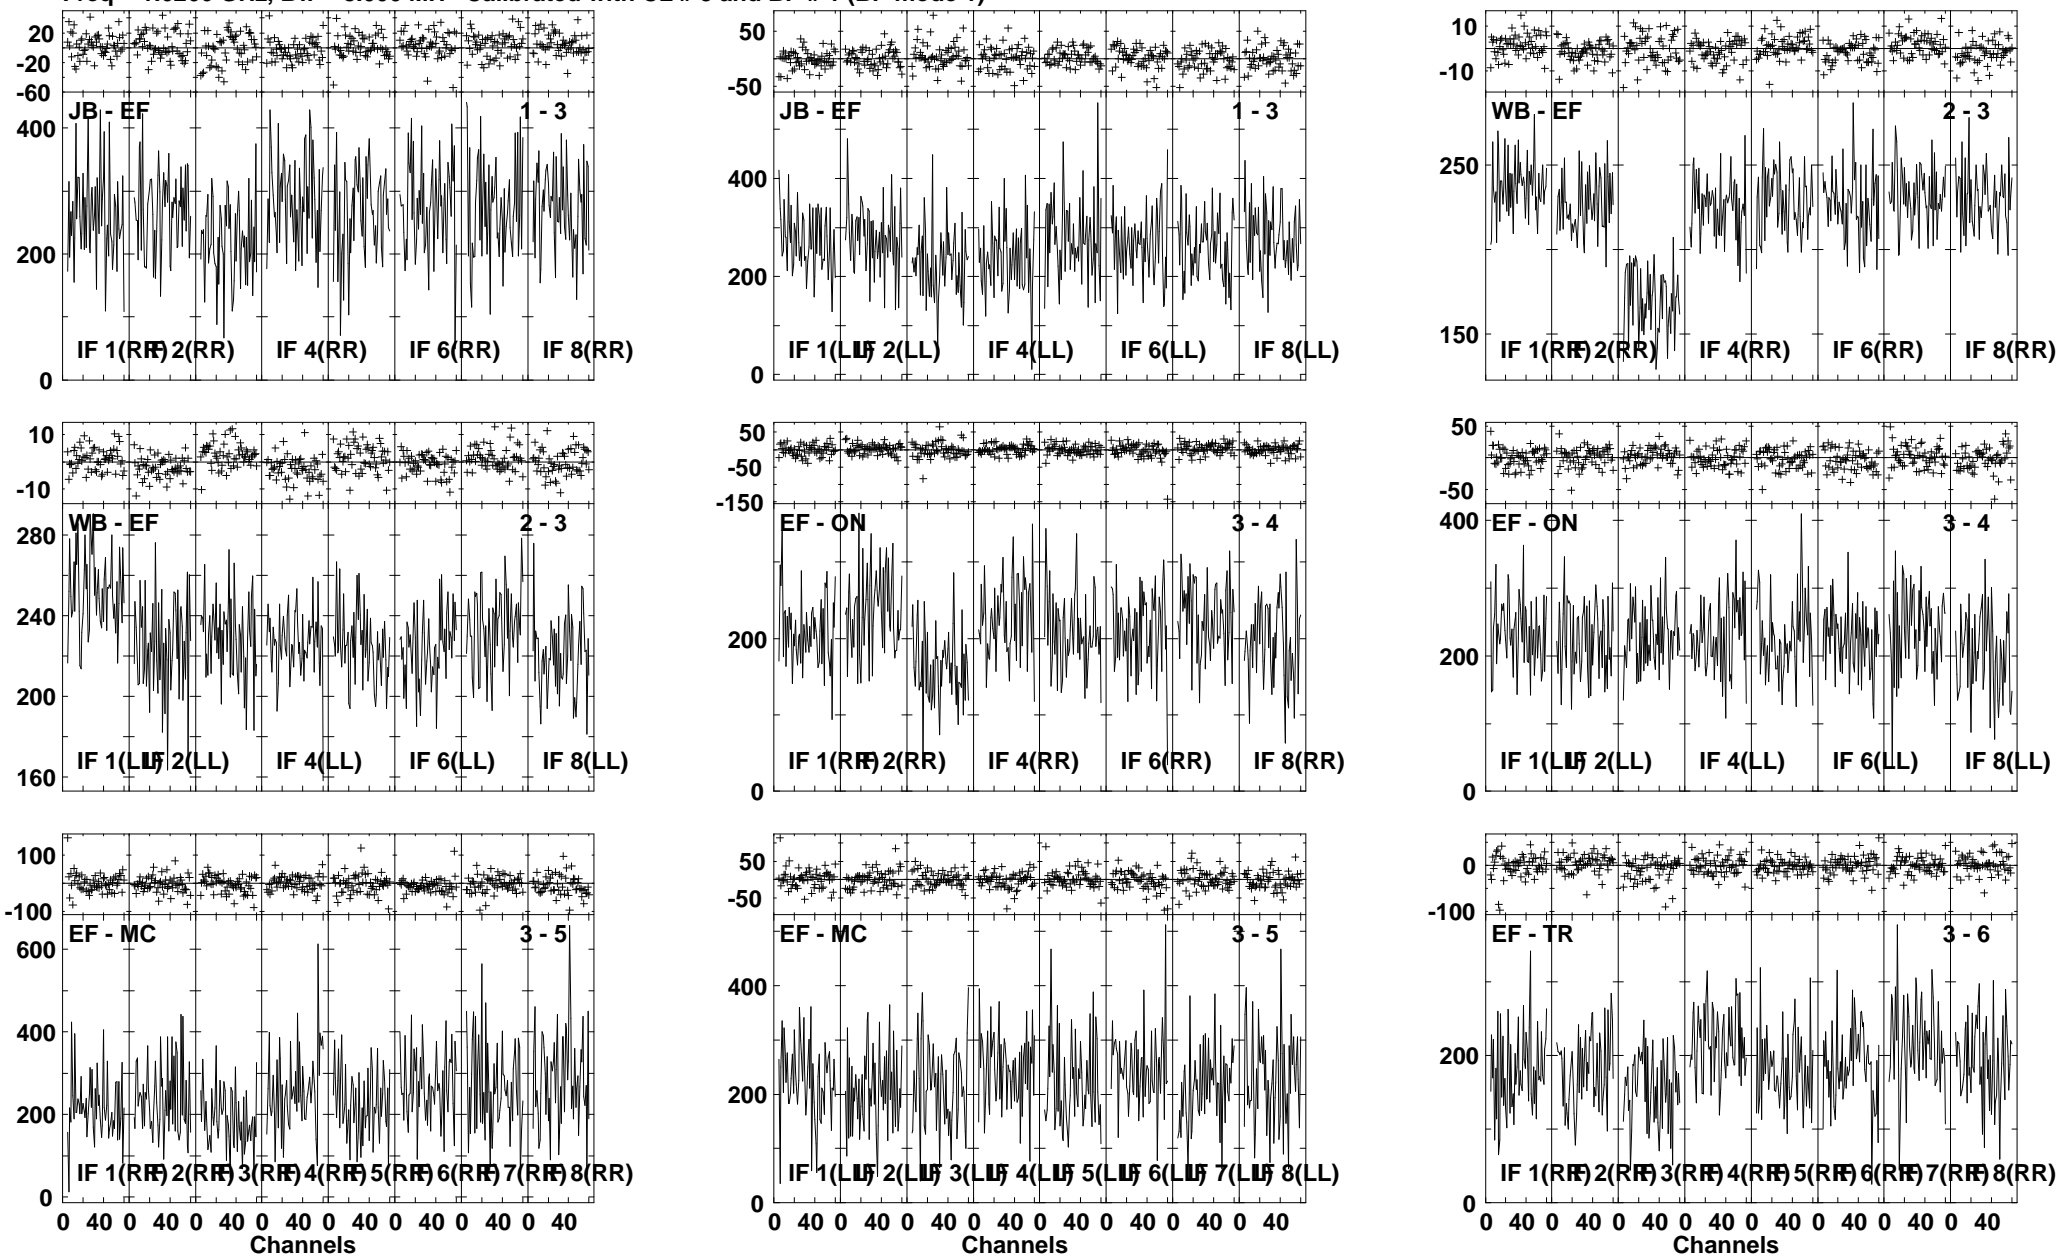 20
-20
-60
JB - EF 1 - 3
400
200
0
IF 1(RR) IF 2(RR) IF 4(RR) IF 6(RR) IF 8(RR)
50
-50
JB - EF 1 - 3
400
200
0
IF 1(LL) IF 2(LL) IF 4(LL) IF 6(LL) IF 8(LL)
10
-10
WB - EF 2 - 3
250
150
IF 1(RR) IF 2(RR) IF 4(RR) IF 6(RR) IF 8(RR)
10
-10
WB - EF 2 - 3
280
240
200
160
IF 1(LL) IF 2(LL) IF 4(LL) IF 6(LL) IF 8(LL)
50
-50
-150
EF - ON 3 - 4
200
0
IF 1(RR) IF 2(RR) IF 4(RR) IF 6(RR) IF 8(RR)
50
-50
EF - ON 3 - 4
400
200
0
IF 1(LL) IF 2(LL) IF 4(LL) IF 6(LL) IF 8(LL)
100
-100
EF - MC 3 - 5
600
400
200
0
IF 1(RR) IF 2(RR) IF 3(RR) IF 4(RR) IF 5(RR) IF 6(RR) IF 7(RR) IF 8(RR)
0 40 0 40 0 40 0 40 0 40 0 40 0 40 0 40
Channels
50
-50
EF - MC 3 - 5
400
200
0
IF 1(LL) IF 2(LL) IF 3(LL) IF 4(LL) IF 5(LL) IF 6(LL) IF 7(LL) IF 8(LL)
0 40 0 40 0 40 0 40 0 40 0 40 0 40 0 40
Channels
0
-100
EF - TR 3 - 6
200
0
IF 1(RR) IF 2(RR) IF 3(RR) IF 4(RR) IF 5(RR) IF 6(RR) IF 7(RR) IF 8(RR)
0 40 0 40 0 40 0 40 0 40 0 40 0 40 0 40
Channels